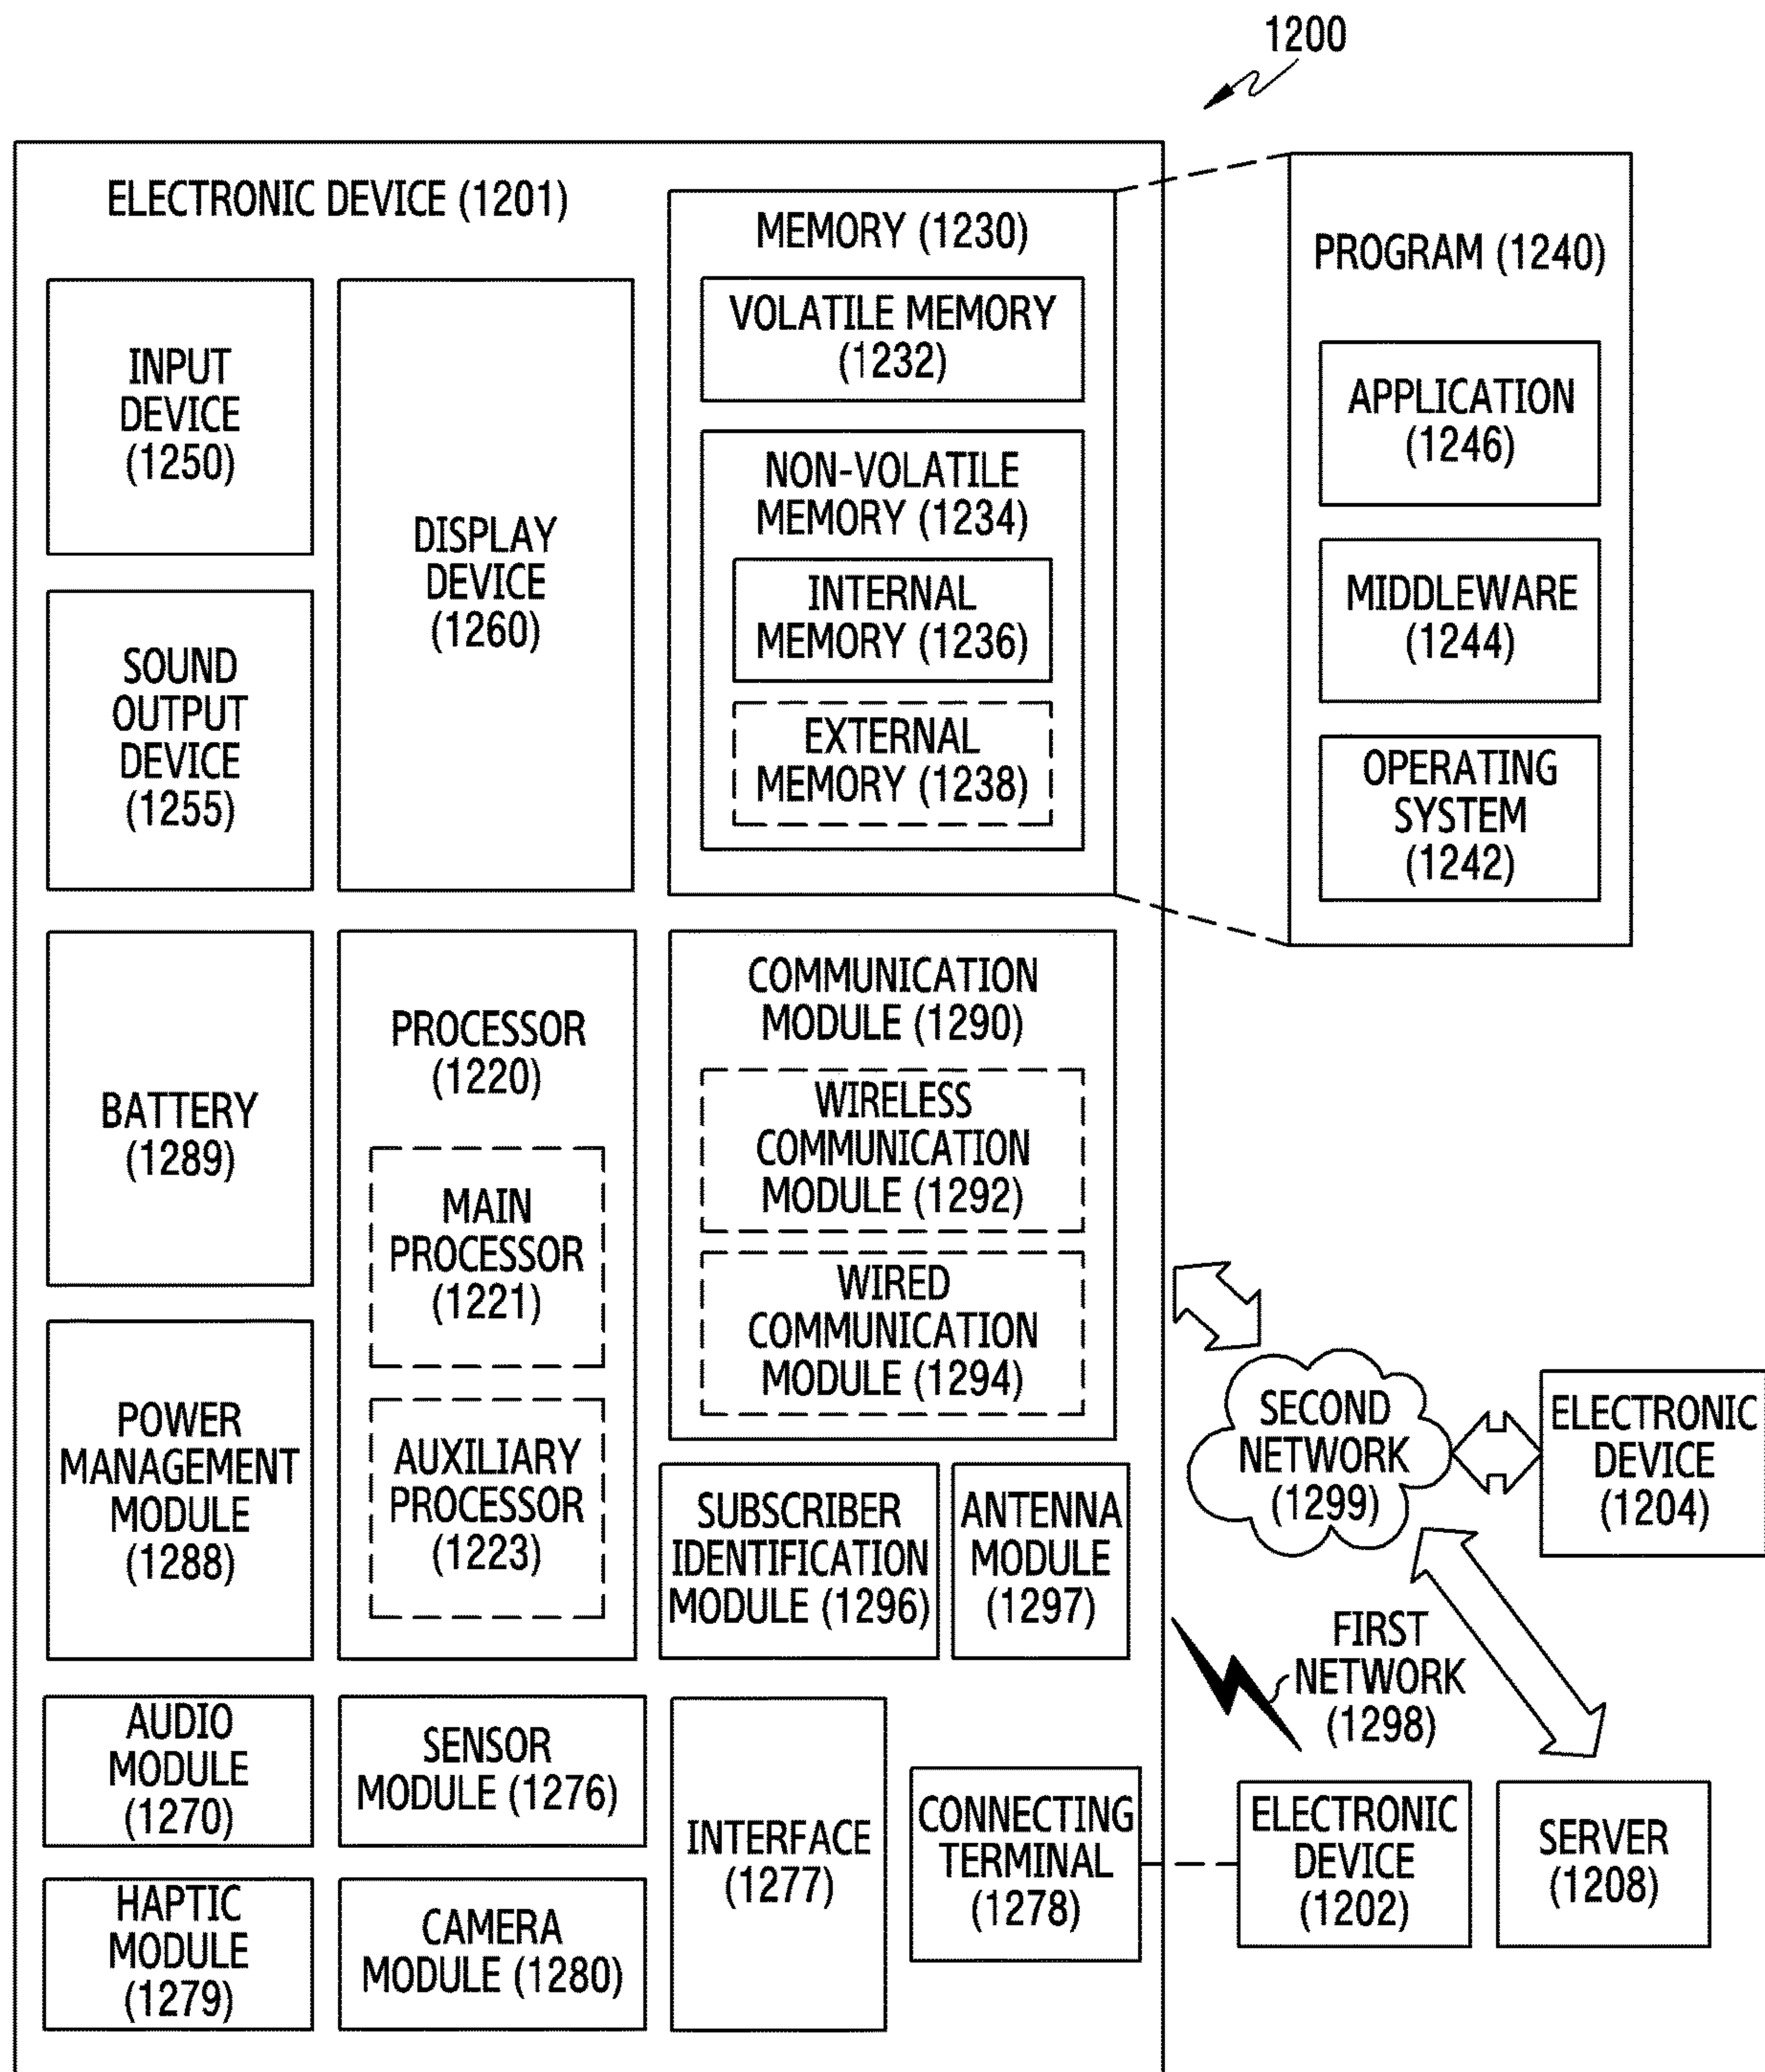 1200
ELECTRONIC DEVICE (1201)
INPUT
DEVICE
(1250)
SOUND
OUTPUT
DEVICE
(1255)
DISPLAY
DEVICE
(1260)
MEMORY (1230)
VOLATILE MEMORY
(1232)
NON-VOLATILE
MEMORY (1234)
INTERNAL
MEMORY (1236)
EXTERNAL
MEMORY (1238)
PROGRAM (1240)
APPLICATION
(1246)
MIDDLEWARE
(1244)
OPERATING
SYSTEM
(1242)
BATTERY
(1289)
POWER
MANAGEMENT
MODULE
(1288)
PROCESSOR
(1220)
MAIN
PROCESSOR
(1221)
AUXILIARY
PROCESSOR
(1223)
COMMUNICATION
MODULE (1290)
WIRELESS
COMMUNICATION
MODULE (1292)
WIRED
COMMUNICATION
MODULE (1294)
SUBSCRIBER
IDENTIFICATION
MODULE (1296)
ANTENNA
MODULE
(1297)
SECOND
NETWORK
(1299)
ELECTRONIC
DEVICE
(1204)
FIRST
NETWORK
(1298)
AUDIO
MODULE
(1270)
SENSOR
MODULE (1276)
INTERFACE
(1277)
CONNECTING
TERMINAL
(1278)
ELECTRONIC
DEVICE
(1202)
SERVER
(1208)
HAPTIC
MODULE
(1279)
CAMERA
MODULE (1280)